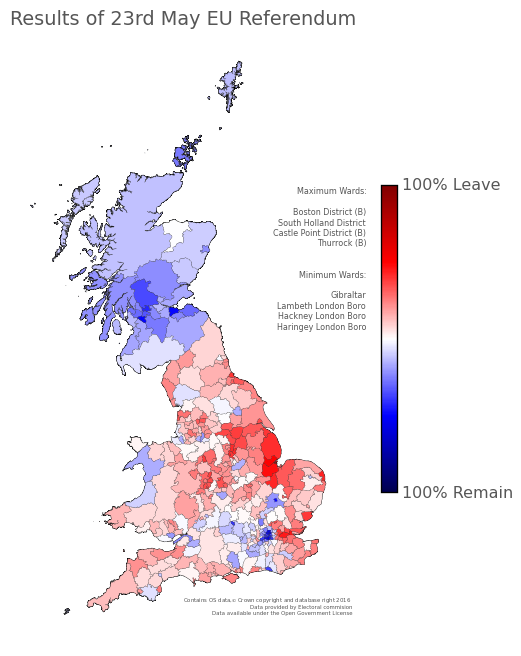 Results of 23rd May EU Referendum
100% Leave
Maximum Wards:
Boston District (B)
South Holland District
Castle Point District (B)
Thurrock (B)
Minimum Wards:
Gibraltar
Lambeth London Boro
Hackney London Boro
Haringey London Boro
100% Remain
Contains OS data © Crown copyright and database right 2016
Data provided by Electoral commision
Data available under the Open Government License